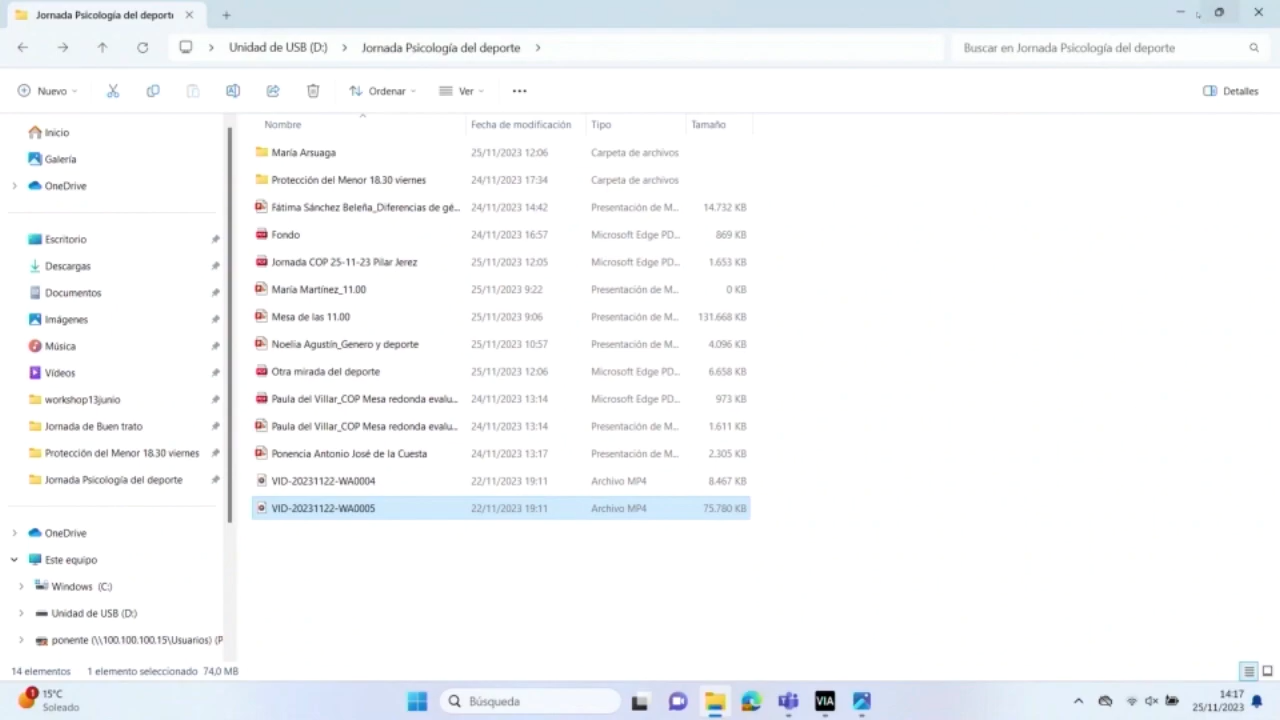 Jornada Psicología del deporte
Unidad de USB (D:) > Jornada Psicología del deporte >
Buscar en Jornada Psicología del deporte
Nuevo
Ordenar
Ver
Detalles
Nombre Fecha de modificación Tipo Tamaño
María Arsuaga 25/11/2023 12:06 Carpeta de archivos
Protección del Menor 18.30 viernes 24/11/2023 17:34 Carpeta de archivos
Fátima Sánchez Beleña_Diferencias de gé... 24/11/2023 14:42 Presentación de M... 14.732 KB
Fondo 24/11/2023 16:57 Microsoft Edge PD... 869 KB
Jornada COP 25-11-23 Pilar Jerez 25/11/2023 12:05 Microsoft Edge PD... 1.653 KB
María Martínez_11.00 25/11/2023 9:22 Presentación de M... 0 KB
Mesa de las 11.00 25/11/2023 9:06 Presentación de M... 131.668 KB
Noelia Agustín_Genero y deporte 25/11/2023 10:57 Presentación de M... 4.096 KB
Otra mirada del deporte 25/11/2023 12:06 Microsoft Edge PD... 6.658 KB
Paula del Villar_COP Mesa redonda evalu... 24/11/2023 13:14 Microsoft Edge PD... 973 KB
Paula del Villar_COP Mesa redonda evalu... 24/11/2023 13:14 Presentación de M... 1.611 KB
Ponencia Antonio José de la Cuesta 24/11/2023 13:17 Presentación de M... 2.305 KB
VID-20231122-WA0004 22/11/2023 19:11 Archivo MP4 8.467 KB
VID-20231122-WA0005 22/11/2023 19:11 Archivo MP4 75.780 KB
Inicio
Galería
OneDrive
Escritorio
Descargas
Documentos
Imágenes
Música
Vídeos
workshop13junio
Jornada de Buen trato
Protección del Menor 18.30 viernes
Jornada Psicología del deporte
OneDrive
Este equipo
Windows (C:)
Unidad de USB (D:)
ponente (\\100.100.100.15\Usuarios) (P
14 elementos 1 elemento seleccionado 74,0 MB
1
15°C
Soleado
Búsqueda
VIA
14:17
25/11/2023